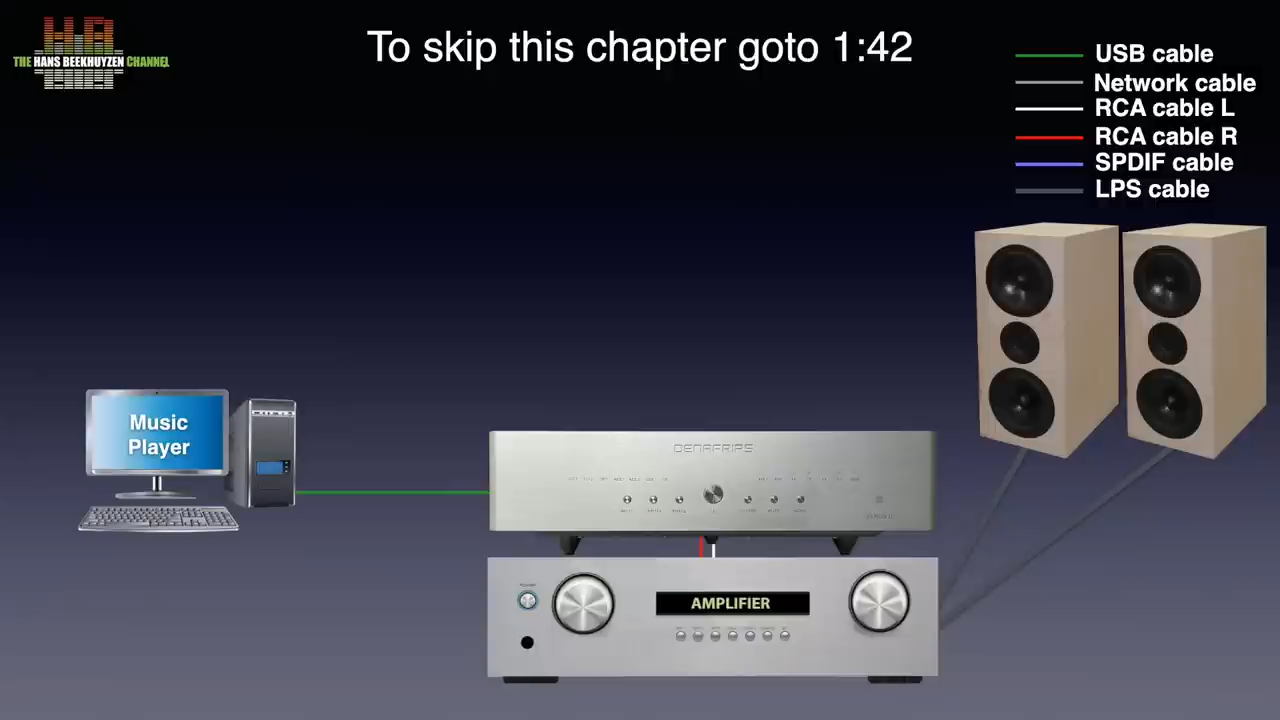 To skip this chapter goto 1:42
THE HANS BEEKHUYZEN CHANNEL
USB cable
Network cable
RCA cable L
RCA cable R
SPDIF cable
LPS cable
Music
Player
DENAFRIPS
AMPLIFIER